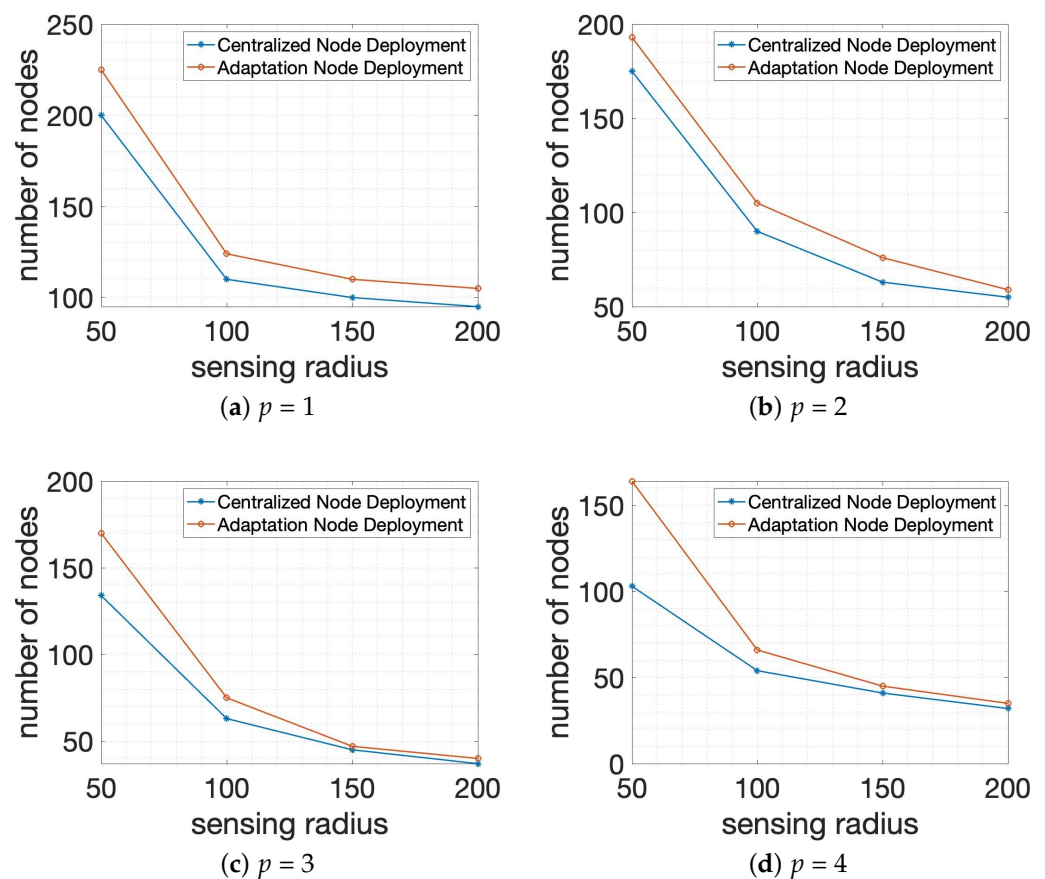 250
200
150
100
number of nodes
Centralized Node Deployment
Adaptation Node Deployment
50 100 150 200
sensing radius
(a) p = 1
200
150
100
50
number of nodes
Centralized Node Deployment
Adaptation Node Deployment
50 100 150 200
sensing radius
(b) p = 2
200
150
100
50
number of nodes
Centralized Node Deployment
Adaptation Node Deployment
50 100 150 200
sensing radius
(c) p = 3
150
100
50
0
number of nodes
Centralized Node Deployment
Adaptation Node Deployment
50 100 150 200
sensing radius
(d) p = 4